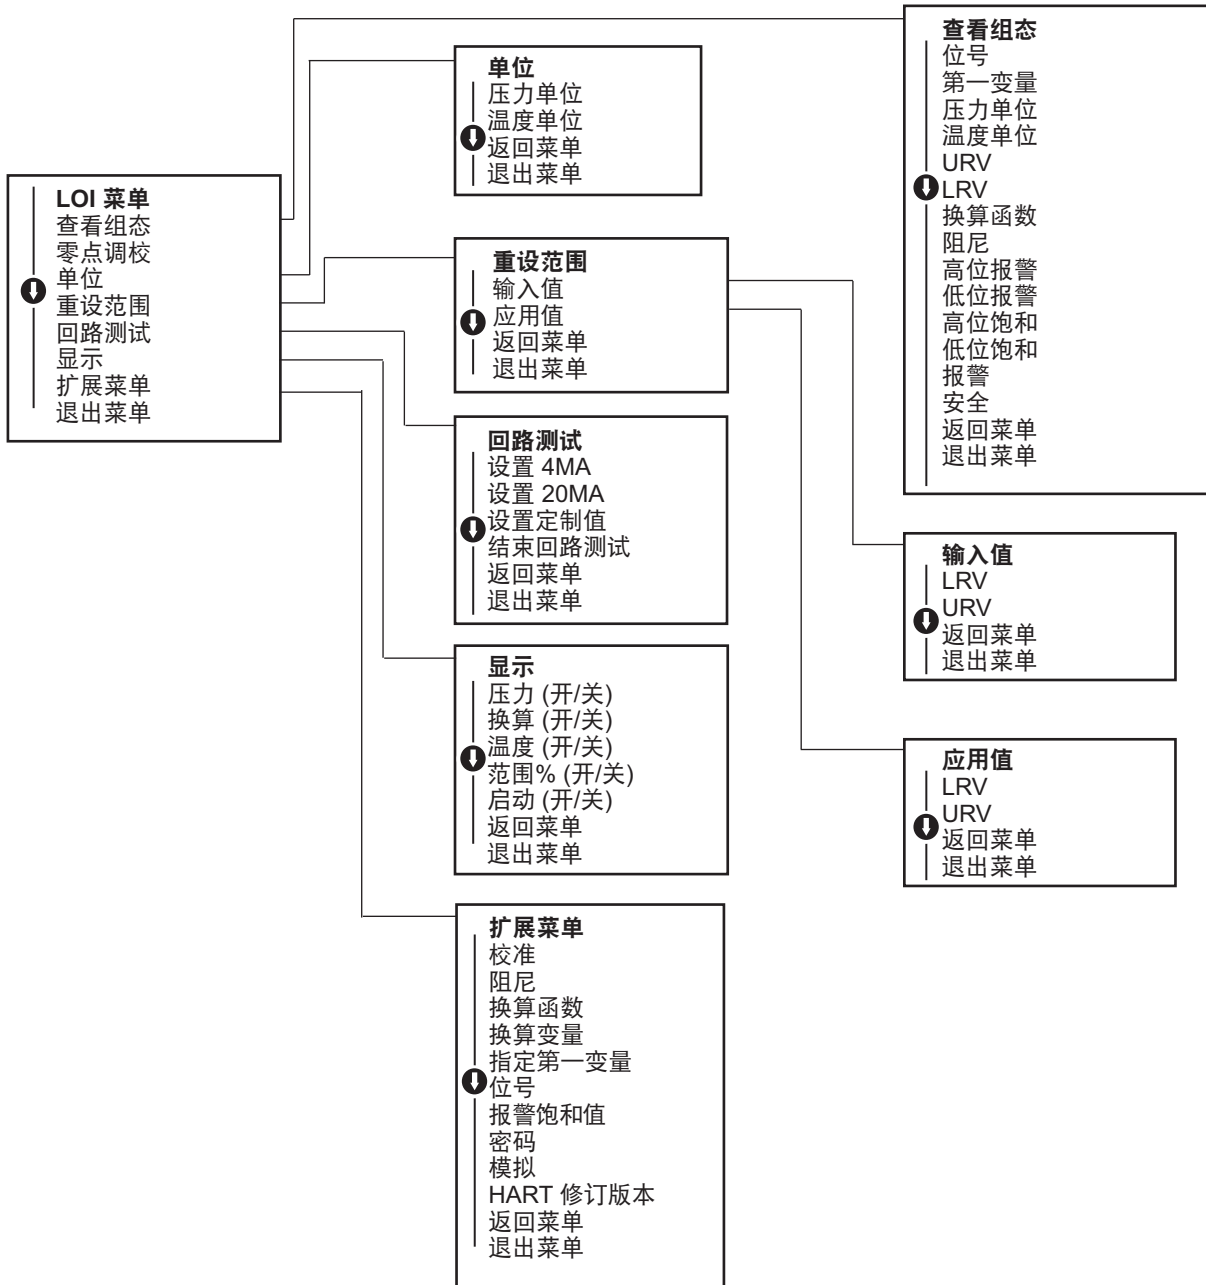 LOI 菜单
查看组态
零点调校
单位
重设范围
回路测试
显示
扩展菜单
退出菜单
单位
压力单位
温度单位
返回菜单
退出菜单
重设范围
输入值
应用值
返回菜单
退出菜单
回路测试
设置 4MA
设置 20MA
设置定制值
结束回路测试
返回菜单
退出菜单
显示
压力 (开/关)
换算 (开/关)
温度 (开/关)
范围% (开/关)
启动 (开/关)
返回菜单
退出菜单
扩展菜单
校准
阻尼
换算函数
换算变量
指定第一变量
位号
报警饱和值
密码
模拟
HART 修订版本
返回菜单
退出菜单
查看组态
位号
第一变量
压力单位
温度单位
URV
LRV
换算函数
阻尼
高位报警
低位报警
高位饱和
低位饱和
报警
安全
返回菜单
退出菜单
输入值
LRV
URV
返回菜单
退出菜单
应用值
LRV
URV
返回菜单
退出菜单